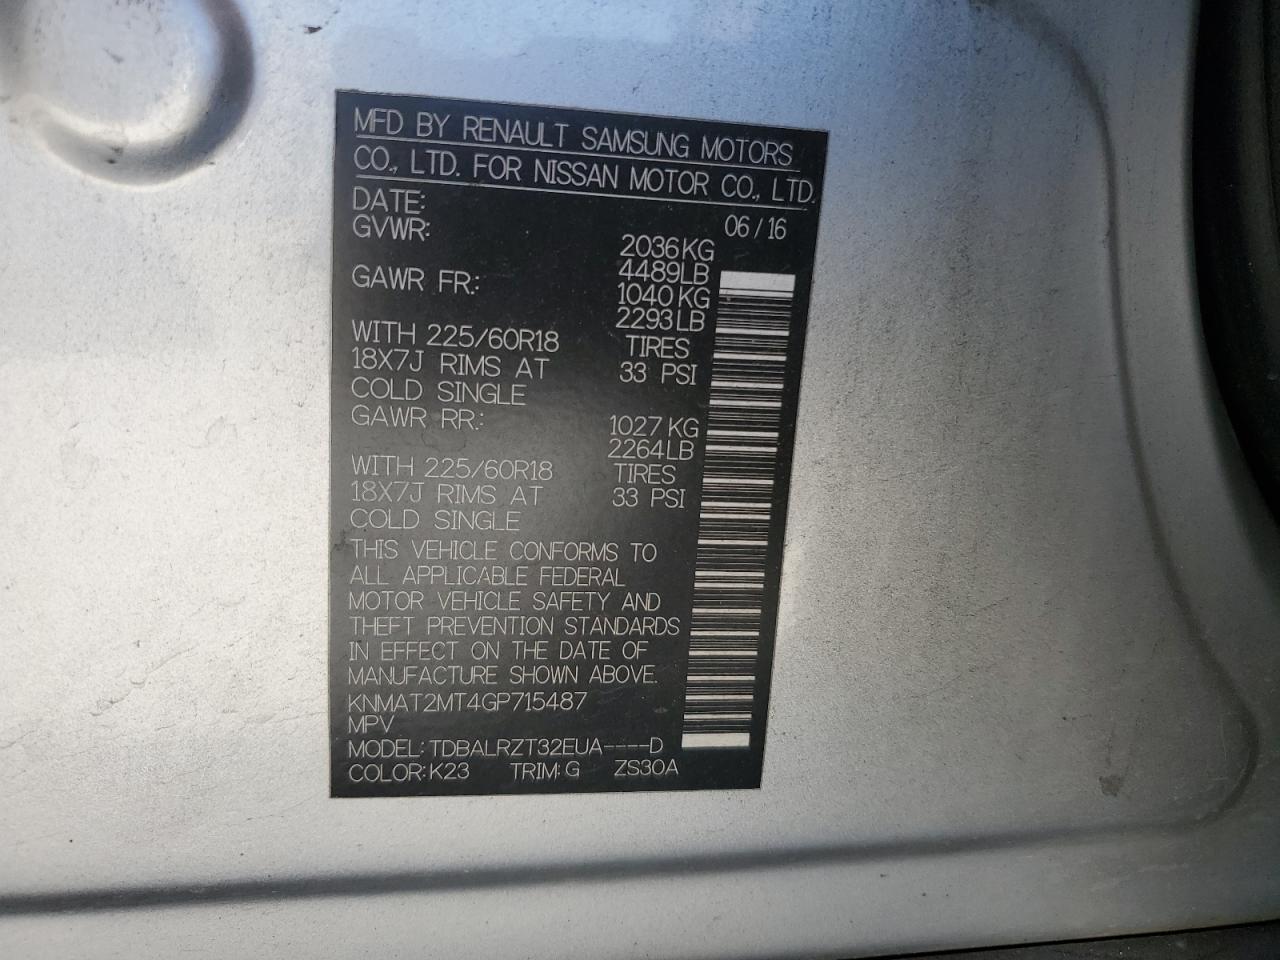 MFD BY RENAULT SAMSUNG MOTORS
CO., LTD. FOR NISSAN MOTOR CO., LTD.
DATE: 06/16
GVWR: 2036KG
4489LB
GAWR FR: 1040KG
2293LB
WITH 225/60R18 TIRES
18X7J RIMS AT 33 PSI
COLD SINGLE
GAWR RR: 1027KG
2264LB
WITH 225/60R18 TIRES
18X7J RIMS AT 33 PSI
COLD SINGLE
THIS VEHICLE CONFORMS TO
ALL APPLICABLE FEDERAL
MOTOR VEHICLE SAFETY AND
THEFT PREVENTION STANDARDS
IN EFFECT ON THE DATE OF
MANUFACTURE SHOWN ABOVE.
KNMAT2MT4GP715487
MPV
MODEL: TDBALRZT32EUA----D
COLOR: K23 TRIM: G ZS30A